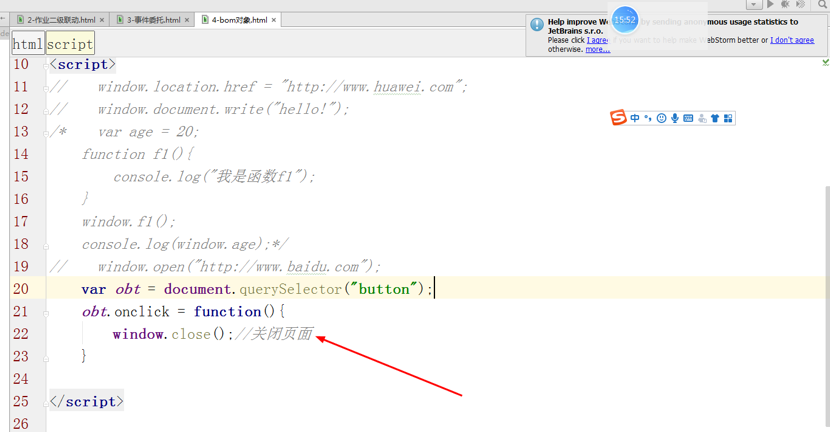 2-作业二级联动.html
3-事件委托.html
4-bom对象.html
15:52
Help improve We by sending anonymous usage statistics to
JetBrains s.r.o.
Please click I agree if you want to help make WebStorm better or I don't agree
otherwise. more...
html script
10 <script>
11 // window.location.href = "http://www.huawei.com";
12 // window.document.write("hello!");
13 /* var age = 20;
14 function f1(){
15 console.log("我是函数f1");
16 }
17 window.f1();
18 console.log(window.age);*/
19 // window.open("http://www.baidu.com");
20 var obt = document.querySelector("button");
21 obt.onclick = function(){
22 window.close();//关闭页面
23 }
24
25 </script>
26
中